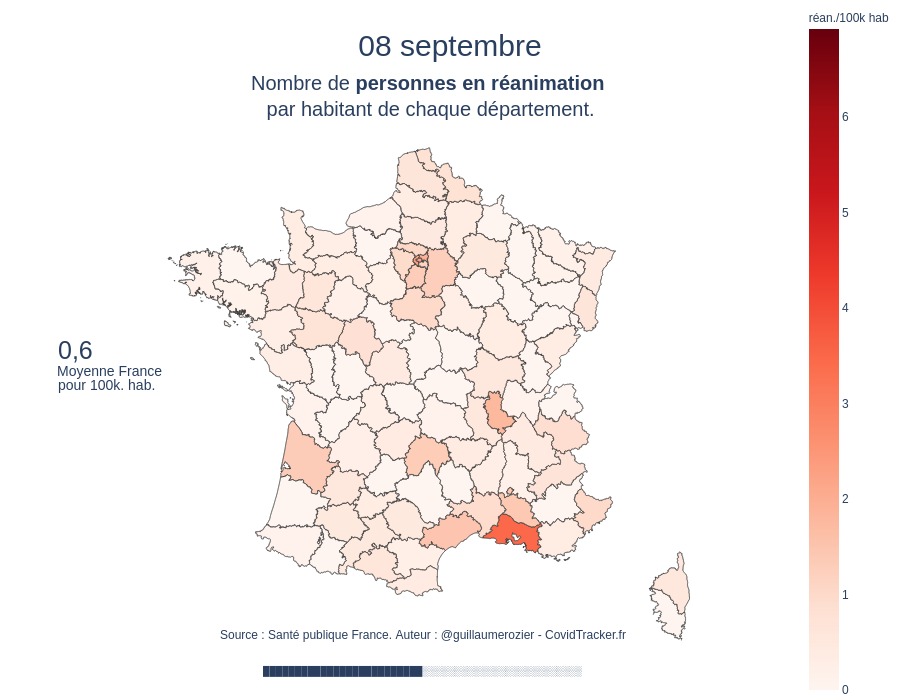 réan./100k hab
08 septembre
Nombre de personnes en réanimation
par habitant de chaque département.
6
5
4
3
2
1
0
0,6
Moyenne France
pour 100k. hab.
Source : Santé publique France. Auteur : @guillaumerozier - CovidTracker.fr